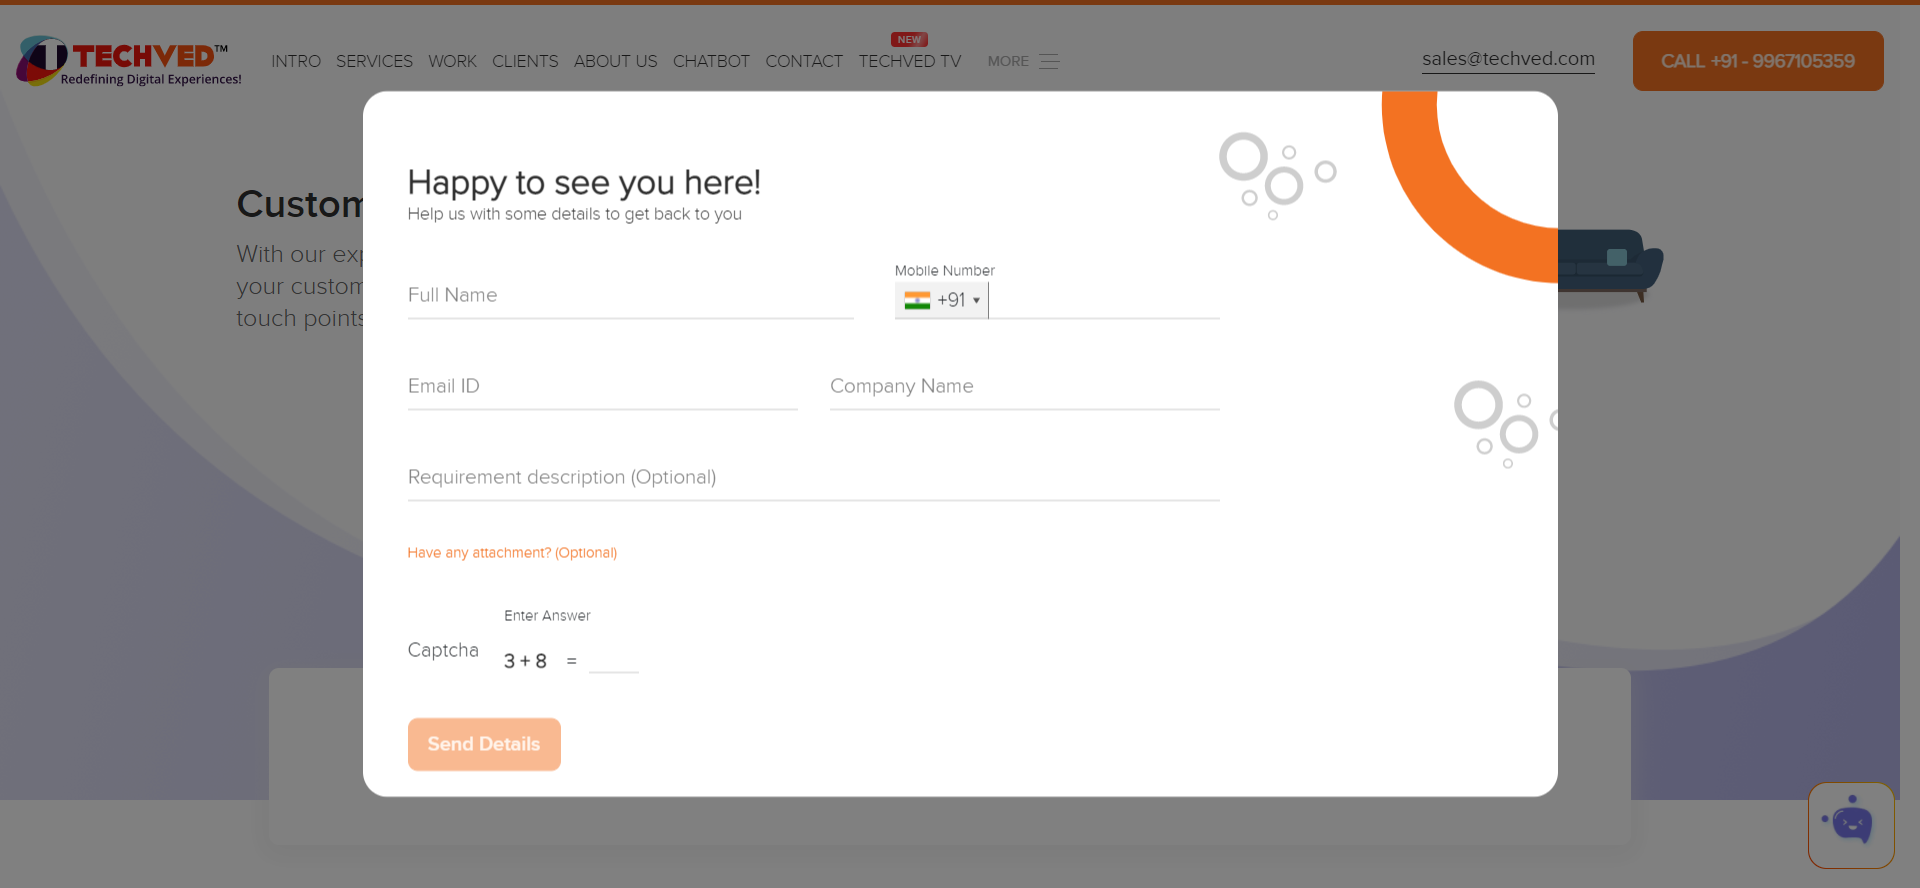 TECHVED™
Redefining Digital Experiences!
INTRO SERVICES WORK CLIENTS ABOUT US CHATBOT CONTACT TECHVED TV MORE
NEW
sales@techved.com
CALL +91 - 9967105359
Custom
With our exp
your custom
touch points
Happy to see you here!
Help us with some details to get back to you
Full Name
Mobile Number
+91
Email ID
Company Name
Requirement description (Optional)
Have any attachment? (Optional)
Enter Answer
Captcha
3 + 8 =
Send Details